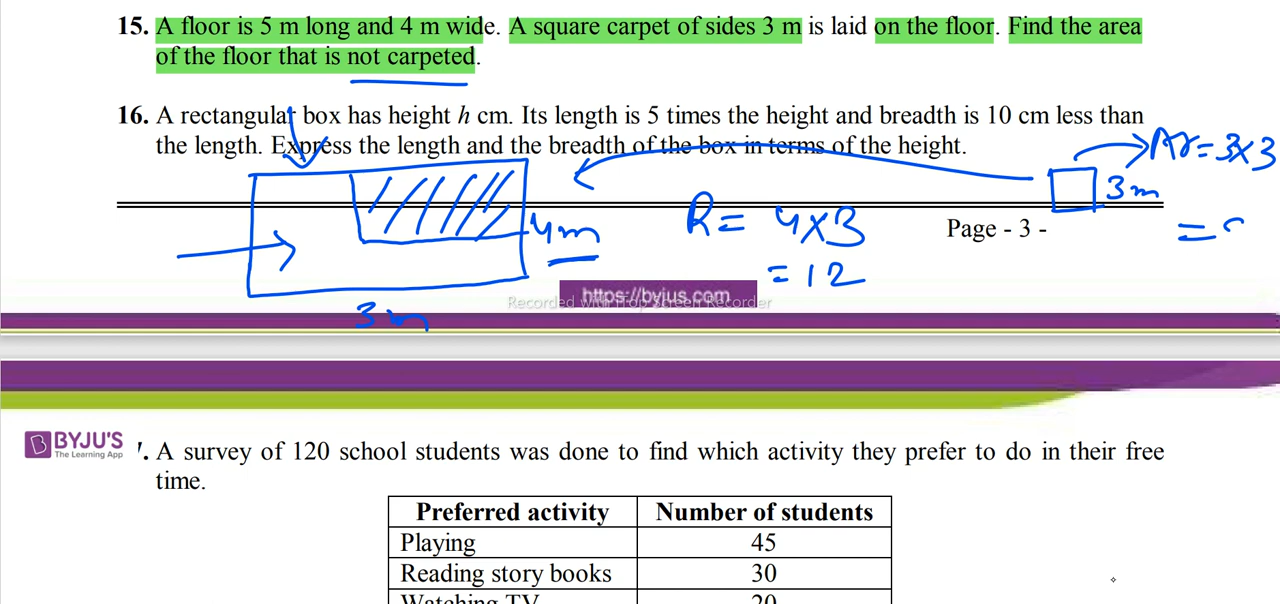 15. A floor is 5 m long and 4 m wide. A square carpet of sides 3 m is laid on the floor. Find the area
of the floor that is not carpeted.
16. A rectangular box has height h cm. Its length is 5 times the height and breadth is 10 cm less than
the length. Express the length and the breadth of the box in terms of the height.
Ar = 3×3
3m
4m
R = 4×3
Page - 3 -
=
= 12
https://byjus.com
3m
BYJU'S
The Learning App
. A survey of 120 school students was done to find which activity they prefer to do in their free
time.
Preferred activity Number of students
Playing 45
Reading story books 30
Watching TV 20